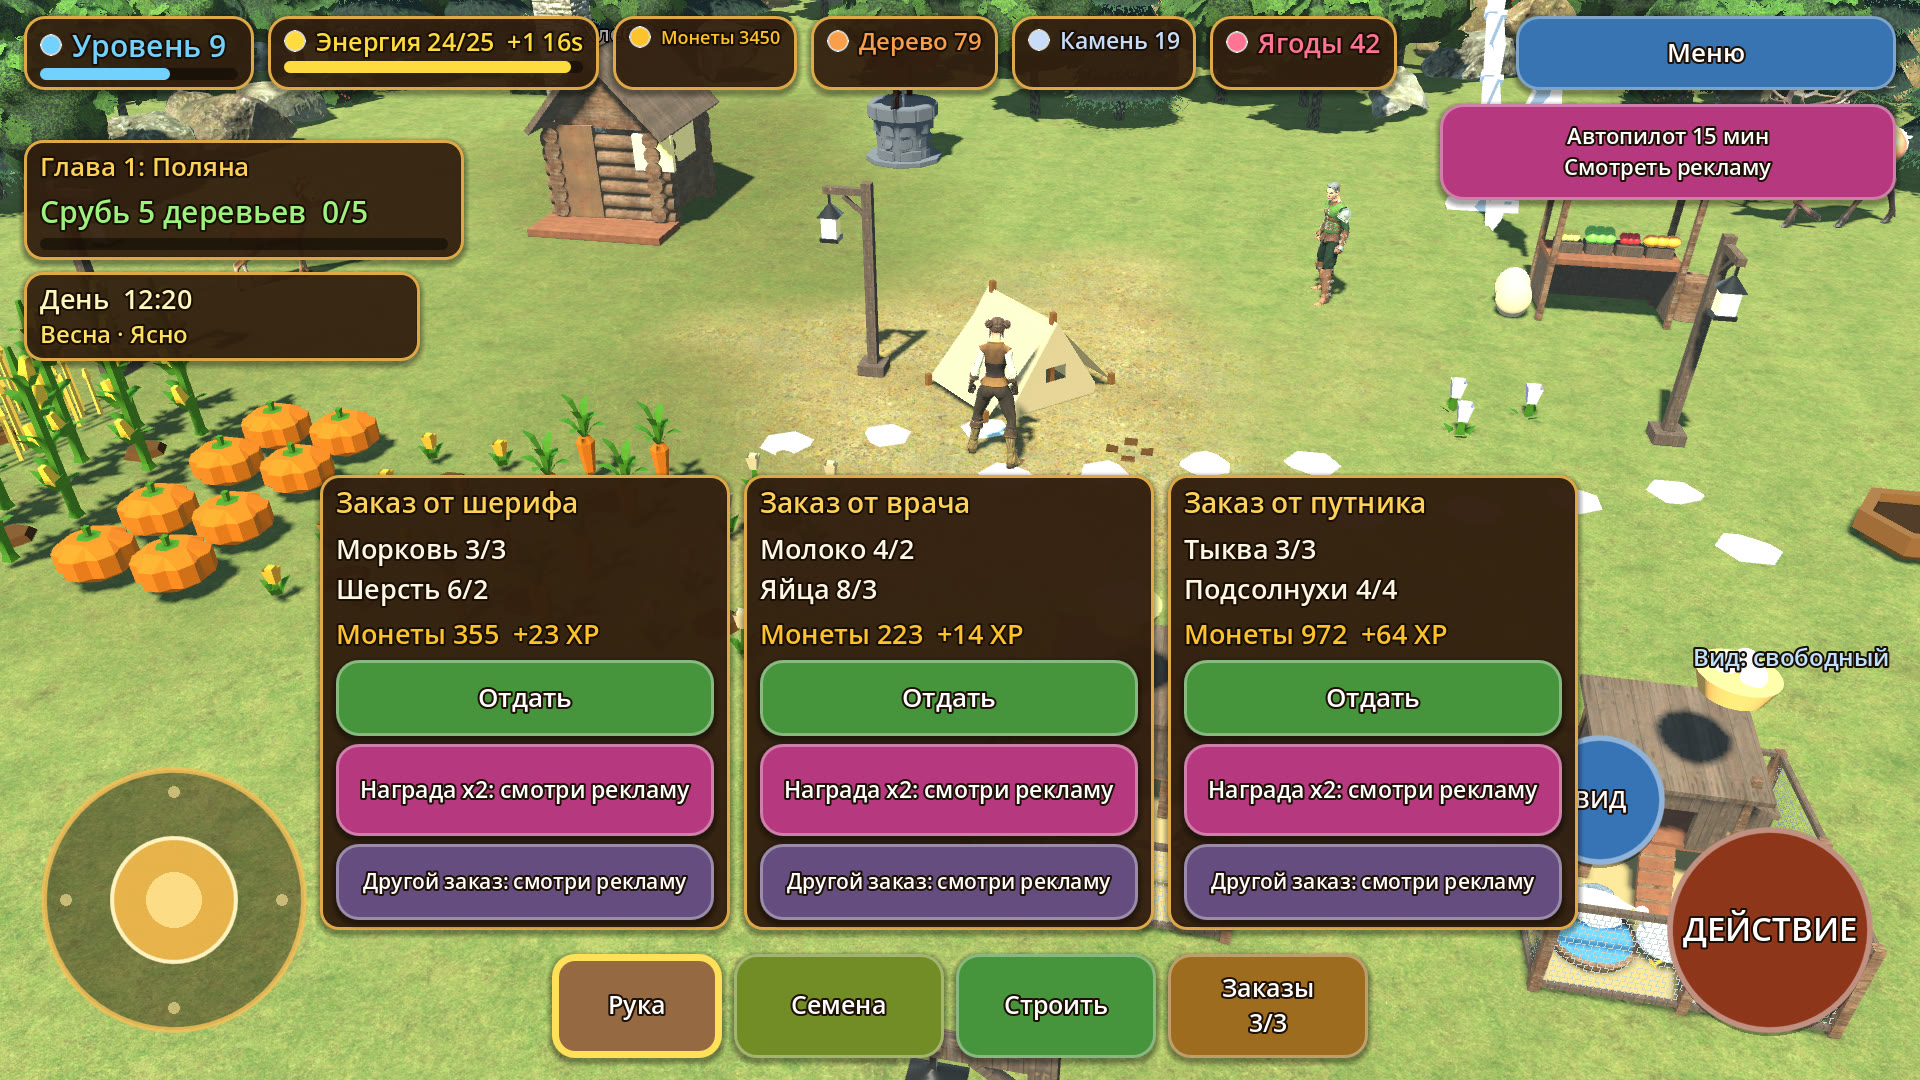 Уровень 9
Энергия 24/25 +1 16s
Монеты 3450
Дерево 79
Камень 19
Ягоды 42
Меню
Автопилот 15 мин
Смотреть рекламу
Глава 1: Поляна
Срубь 5 деревьев 0/5
День 12:20
Весна · Ясно
Заказ от шерифа
Морковь 3/3
Шерсть 6/2
Монеты 355 +23 XP
Отдать
Награда x2: смотри рекламу
Другой заказ: смотри рекламу
Заказ от врача
Молоко 4/2
Яйца 8/3
Монеты 223 +14 XP
Отдать
Награда x2: смотри рекламу
Другой заказ: смотри рекламу
Заказ от путника
Тыква 3/3
Подсолнухи 4/4
Монеты 972 +64 XP
Отдать
Награда x2: смотри рекламу
Другой заказ: смотри рекламу
Вид: свободный
ВИД
ДЕЙСТВИЕ
Рука
Семена
Строить
Заказы
3/3